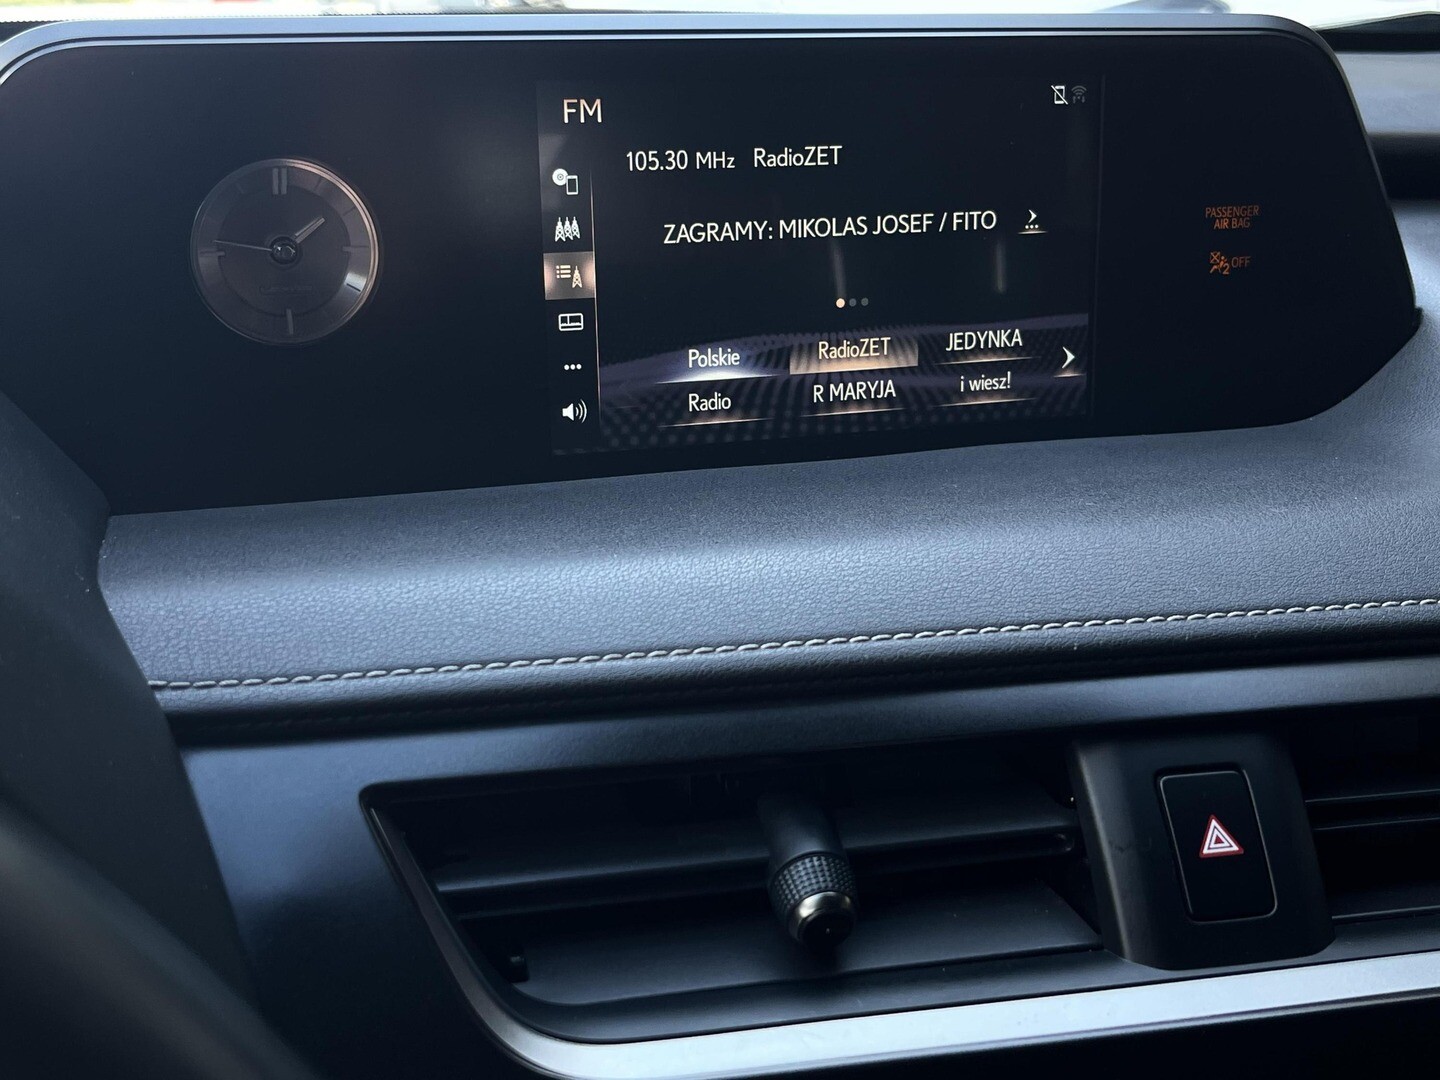 FM
105.30 MHz RadioZET
ZAGRAMY: MIKOLAS JOSEF / FITO
Polskie RadioZET JEDYNKA
Radio R MARYJA i wiesz!
PASSENGER
AIR BAG
2 OFF